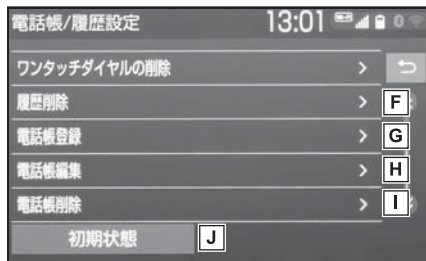 電話帳/履歴設定 13:01 0
ワンタッチダイヤルの削除
履歴削除 F
電話帳登録 G
電話帳編集 H
電話帳削除 I
初期状態 J